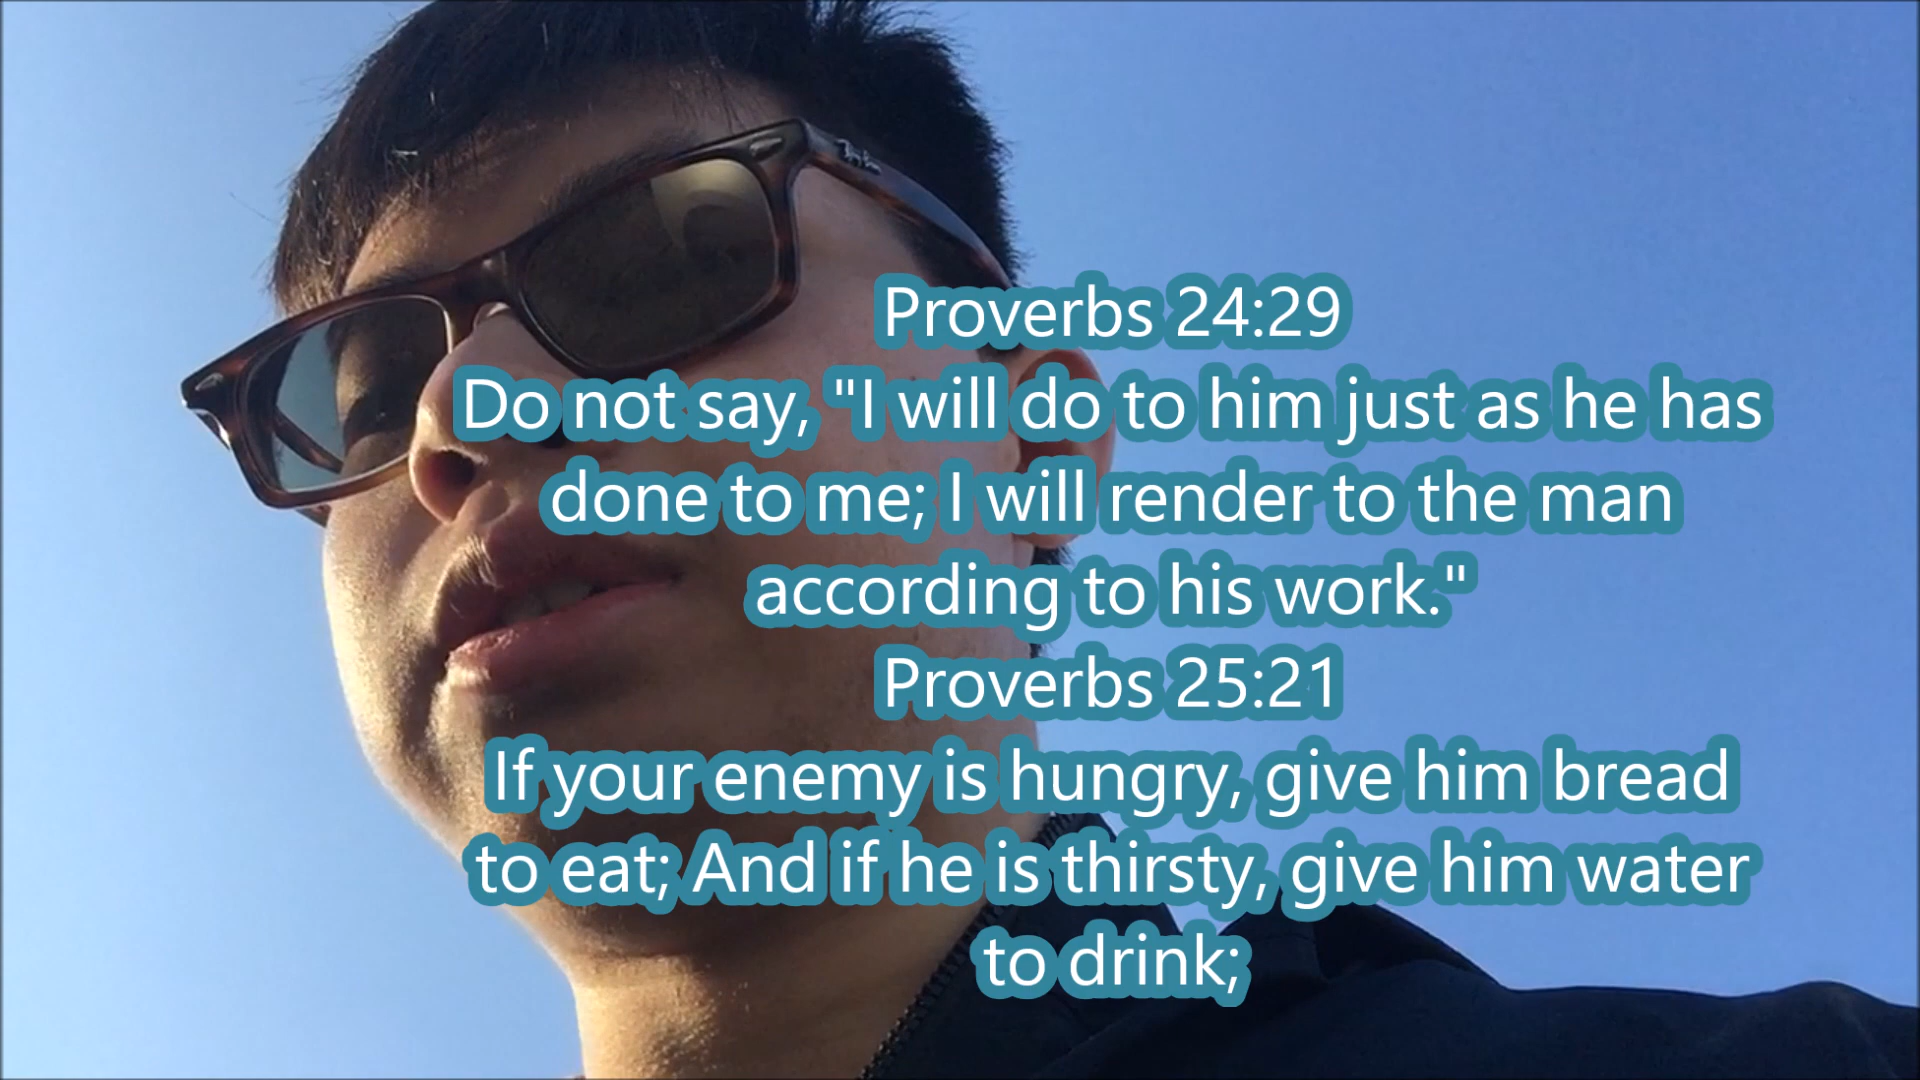 Proverbs 24:29
Do not say, "I will do to him just as he has
done to me; I will render to the man
according to his work."
Proverbs 25:21
If your enemy is hungry, give him bread
to eat; And if he is thirsty, give him water
to drink;
Ray-Ban